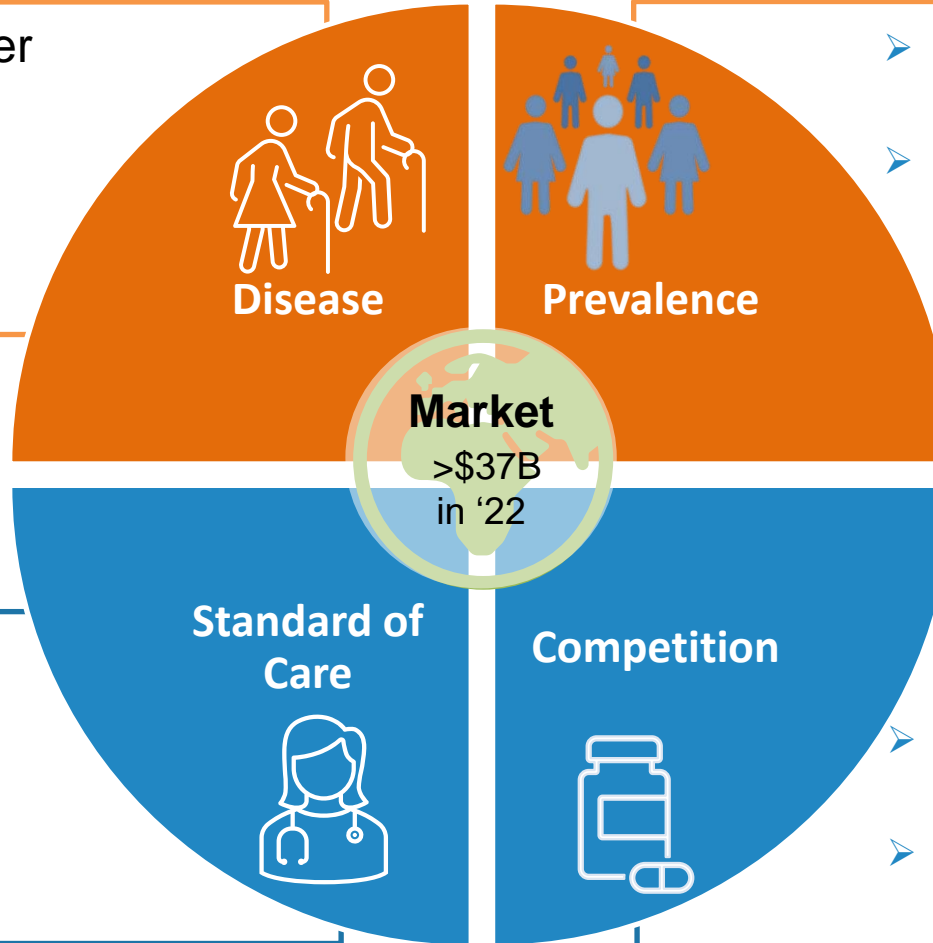 er
➢
➢
Disease
Prevalence
Market
>$37B
in ‘22
Standard of
Care
Competition
➢
➢